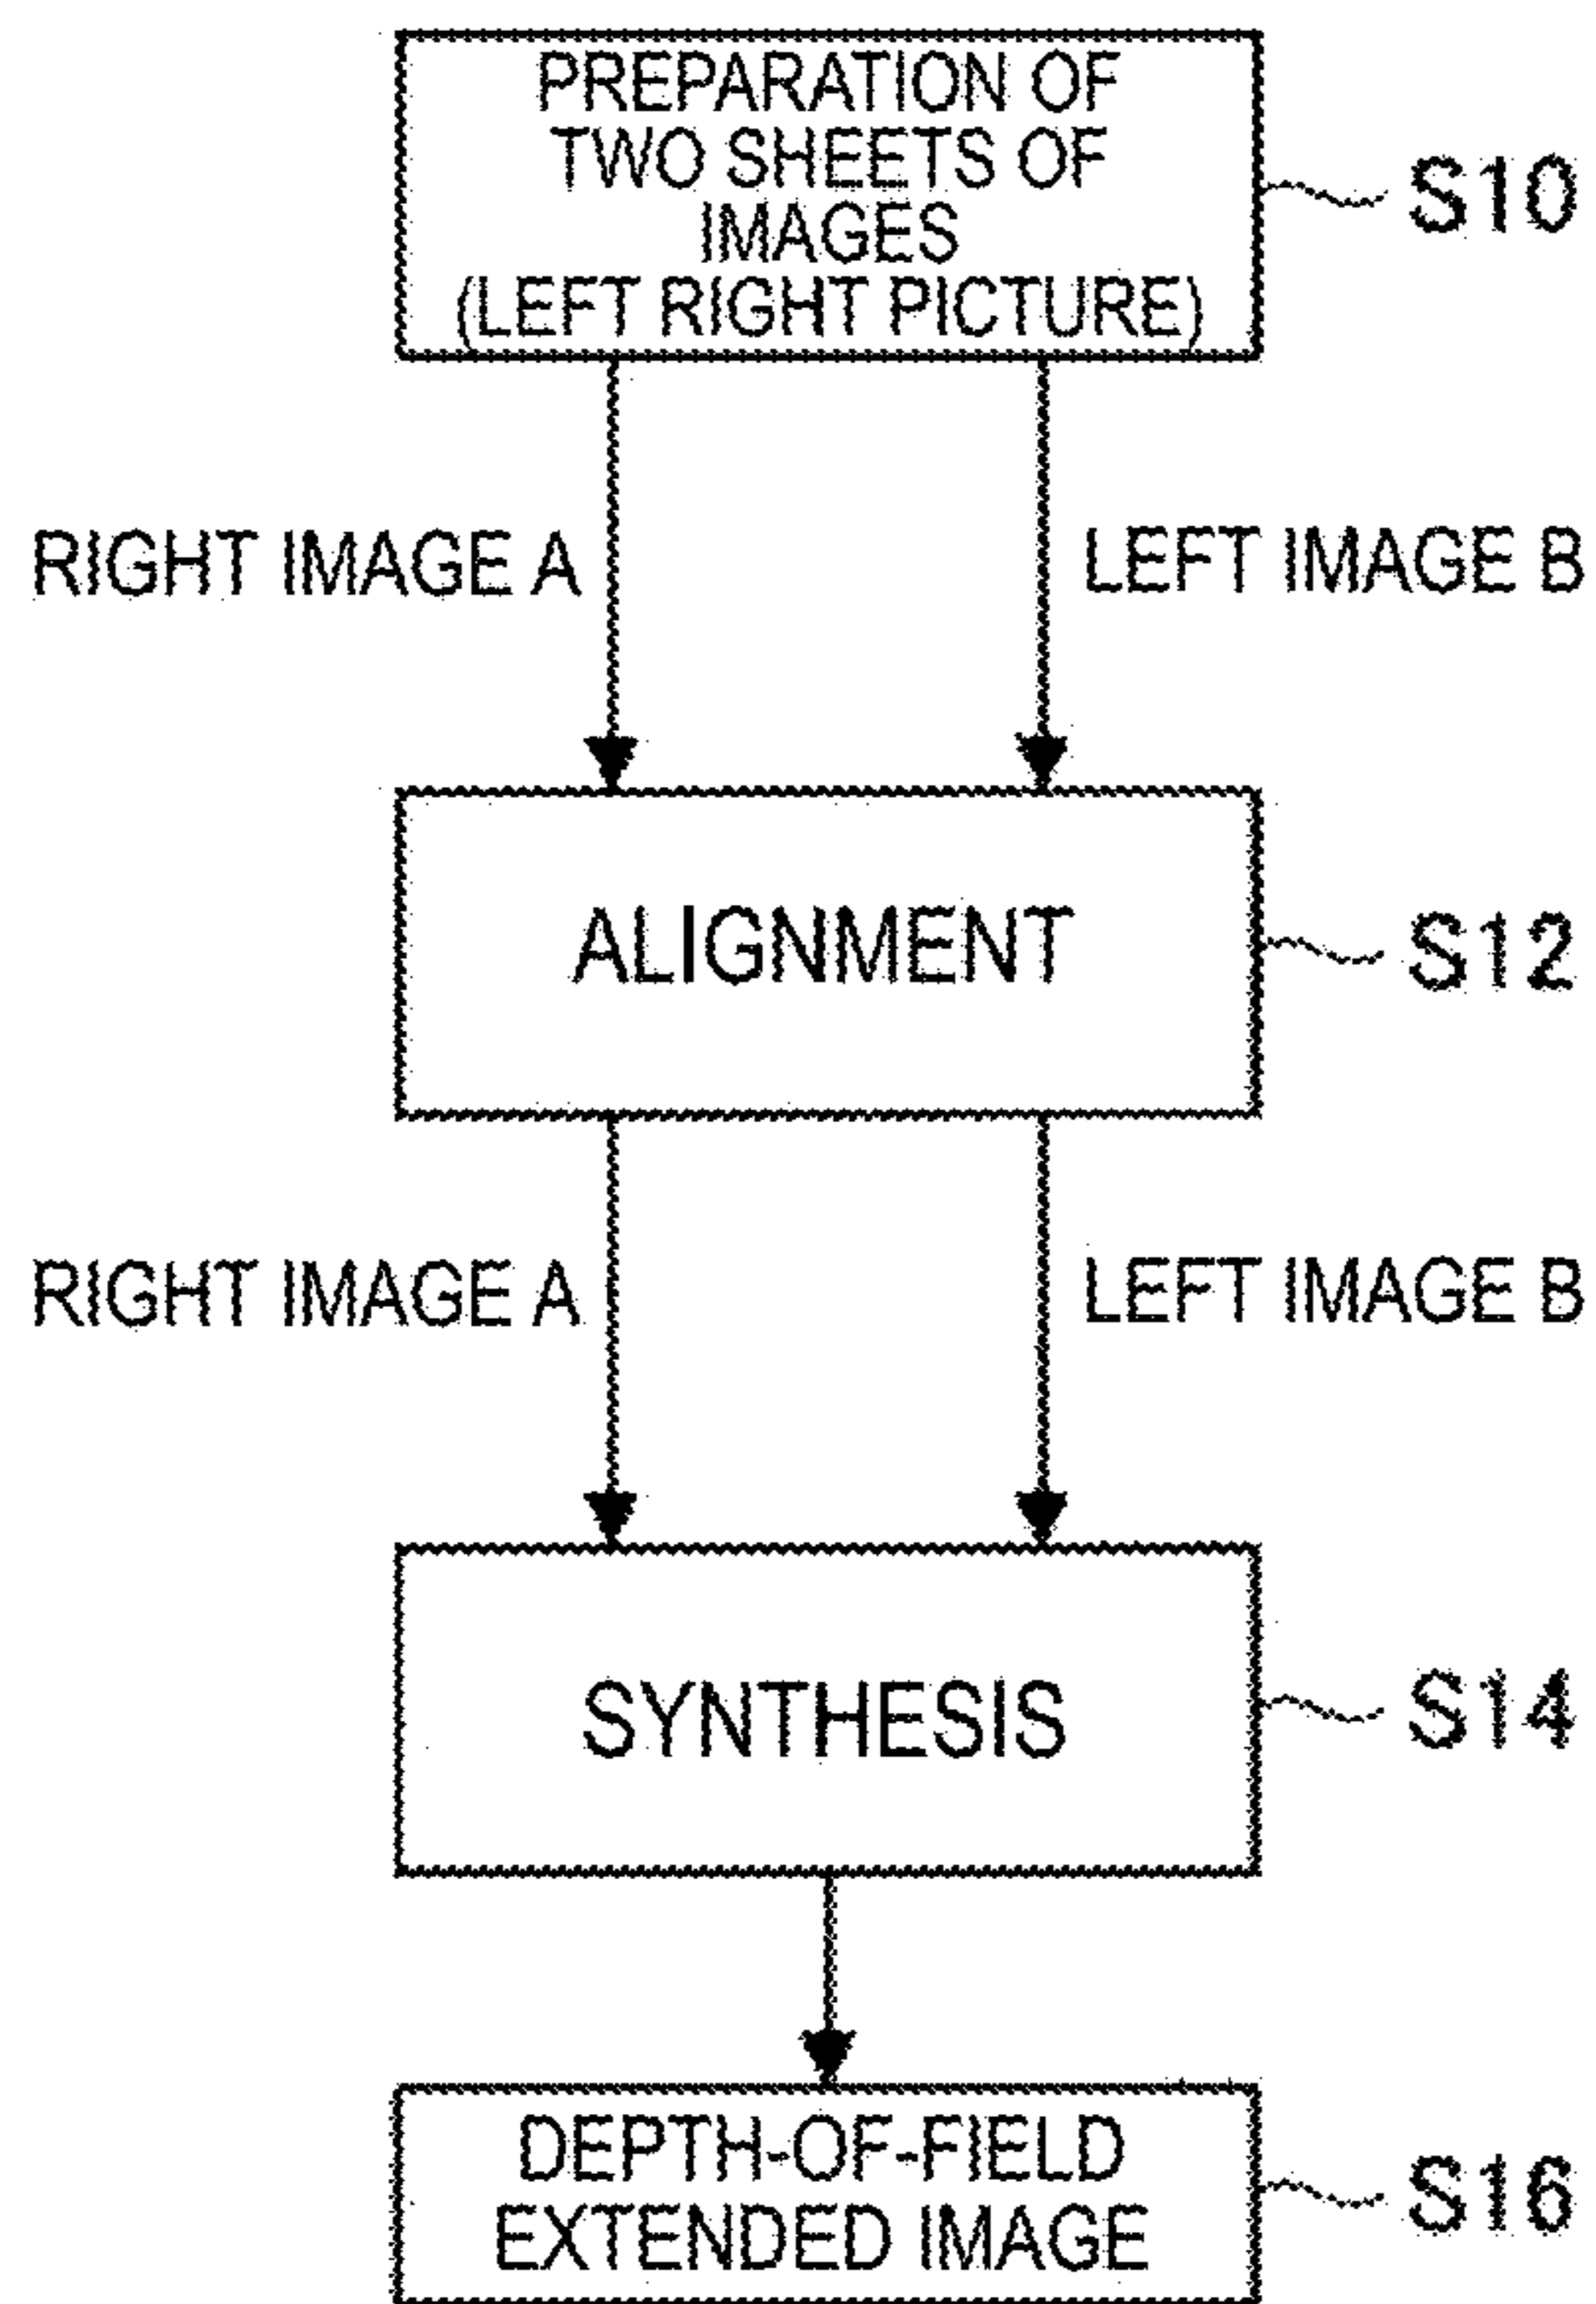 PREPARATION OF
TWO SHEETS OF
IMAGES
(LEFT RIGHT PICTURE)
S10
RIGHT IMAGE A
LEFT IMAGE B
ALIGNMENT
S12
RIGHT IMAGE A
LEFT IMAGE B
SYNTHESIS
S14
DEPTH-OF-FIELD
EXTENDED IMAGE
S16